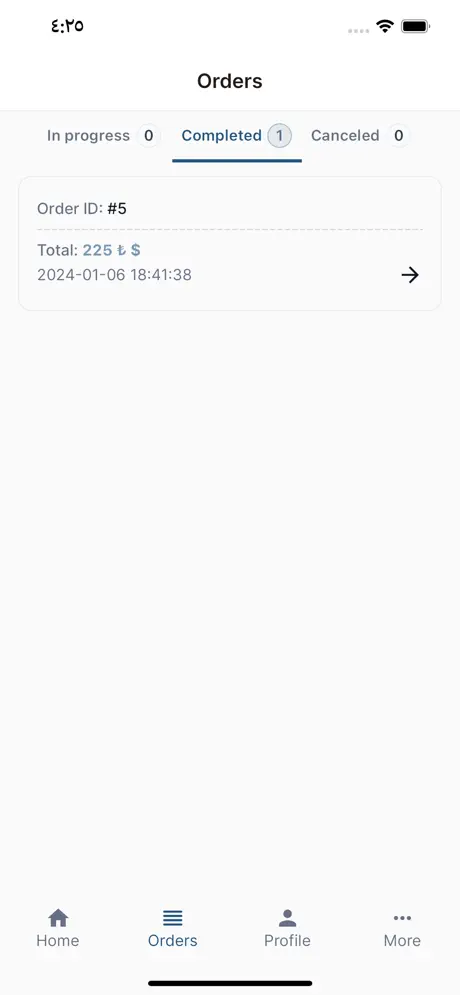 ٤:٢٥
Orders
In progress 0 Completed 1 Canceled 0
Order ID: #5
Total: 225 ₺ $
2024-01-06 18:41:38
Home Orders Profile More